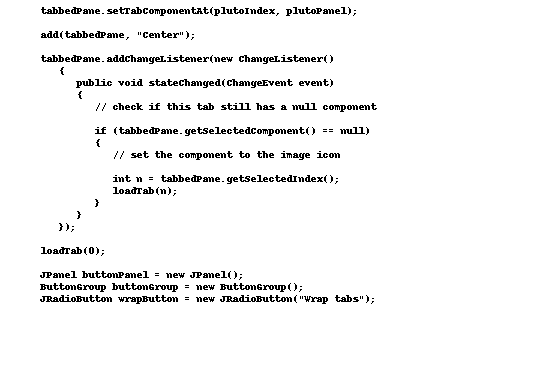 tabbedPane.setTabComponentAt(plutoIndex, plutoPanel);
add(tabbedPane, "Center");
tabbedPane.addChangeListener(new ChangeListener()
{
public void stateChanged(ChangeEvent event)
{
// check if this tab still has a null component
if (tabbedPane.getSelectedComponent() == null)
{
// set the component to the image icon
int n = tabbedPane.getSelectedIndex();
loadTab(n);
}
}
});
loadTab(0);
JPanel buttonPanel = new JPanel();
ButtonGroup buttonGroup = new ButtonGroup();
JRadioButton wrapButton = new JRadioButton("Wrap tabs");